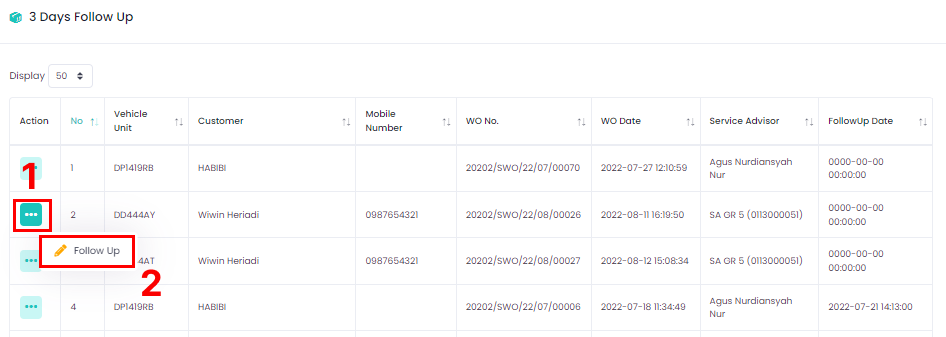 3 Days Follow Up
Display 50
Action No Vehicle Unit Customer Mobile Number WO No. WO Date Service Advisor FollowUp Date
1 DP1419RB HABIBI 20202/SWO/22/07/00070 2022-07-27 12:10:59 Agus Nurdiansyah Nur 0000-00-00 00:00:00
1
2 DD444AY Wiwin Heriadi 0987654321 20202/SWO/22/08/00026 2022-08-11 16:19:50 SA GR 5 (0113000051) 0000-00-00 00:00:00
Follow Up
4AT Wiwin Heriadi 0987654321 20202/SWO/22/08/00027 2022-08-12 15:08:34 SA GR 5 (0113000051) 0000-00-00 00:00:00
2
4 DP1419RB HABIBI 20202/SWO/22/07/00006 2022-07-18 11:34:49 Agus Nurdiansyah Nur 2022-07-21 14:13:00